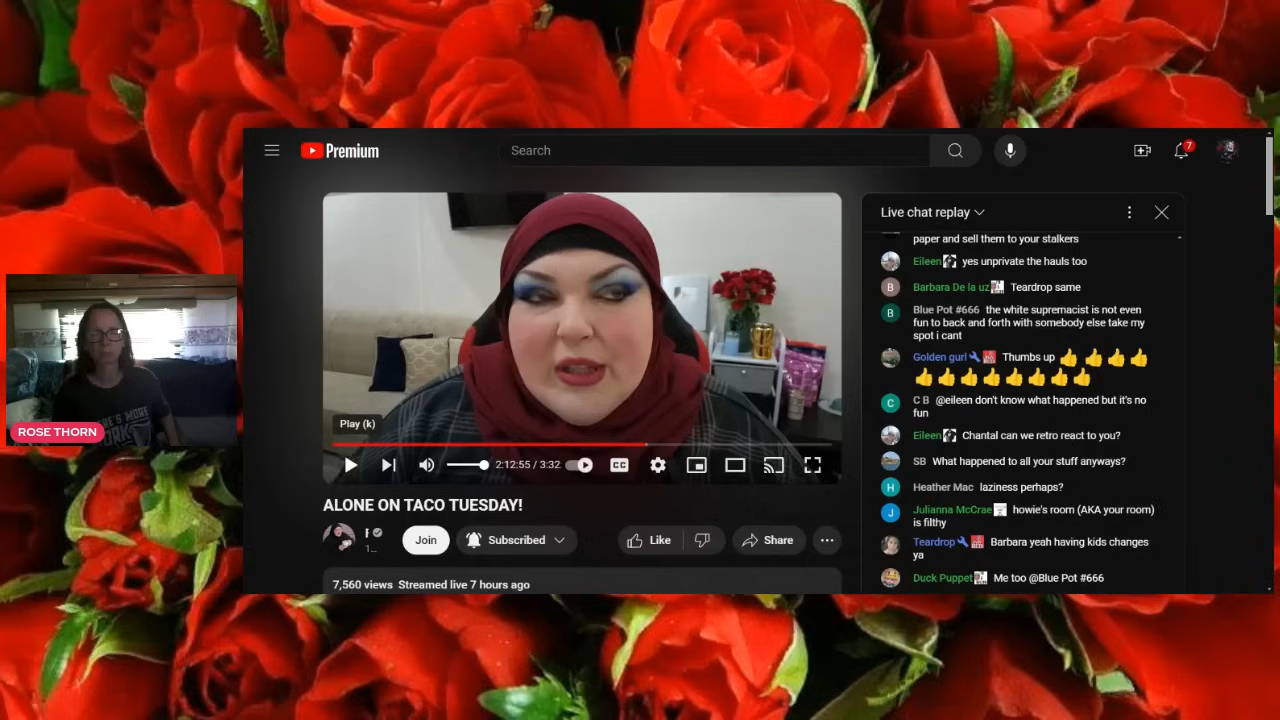 Premium
Search
7
Live chat replay
paper and sell them to your stalkers
Eileen yes unprivate the hauls too
B Barbara De la uz Teardrop same
B Blue Pot #666 the white supremacist is not even
fun to back and forth with somebody else take my
spot i cant
Golden gurl Thumbs up 👍👍👍👍
👍👍👍👍👍👍👍👍
C C B @eileen don't know what happened but it's no
fun
Eileen Chantal can we retro react to you?
SB What happened to all your stuff anyways?
H Heather Mac laziness perhaps?
J Julianna McCrae howie's room (AKA your room)
is filthy
Teardrop Barbara yeah having kids changes
ya
Duck Puppet Me too @Blue Pot #666
Play (k)
2:12:55 / 3:32
CC
ALONE ON TACO TUESDAY!
F
1...
Join
Subscribed
Like
Share
7,560 views Streamed live 7 hours ago
ROSE THORN